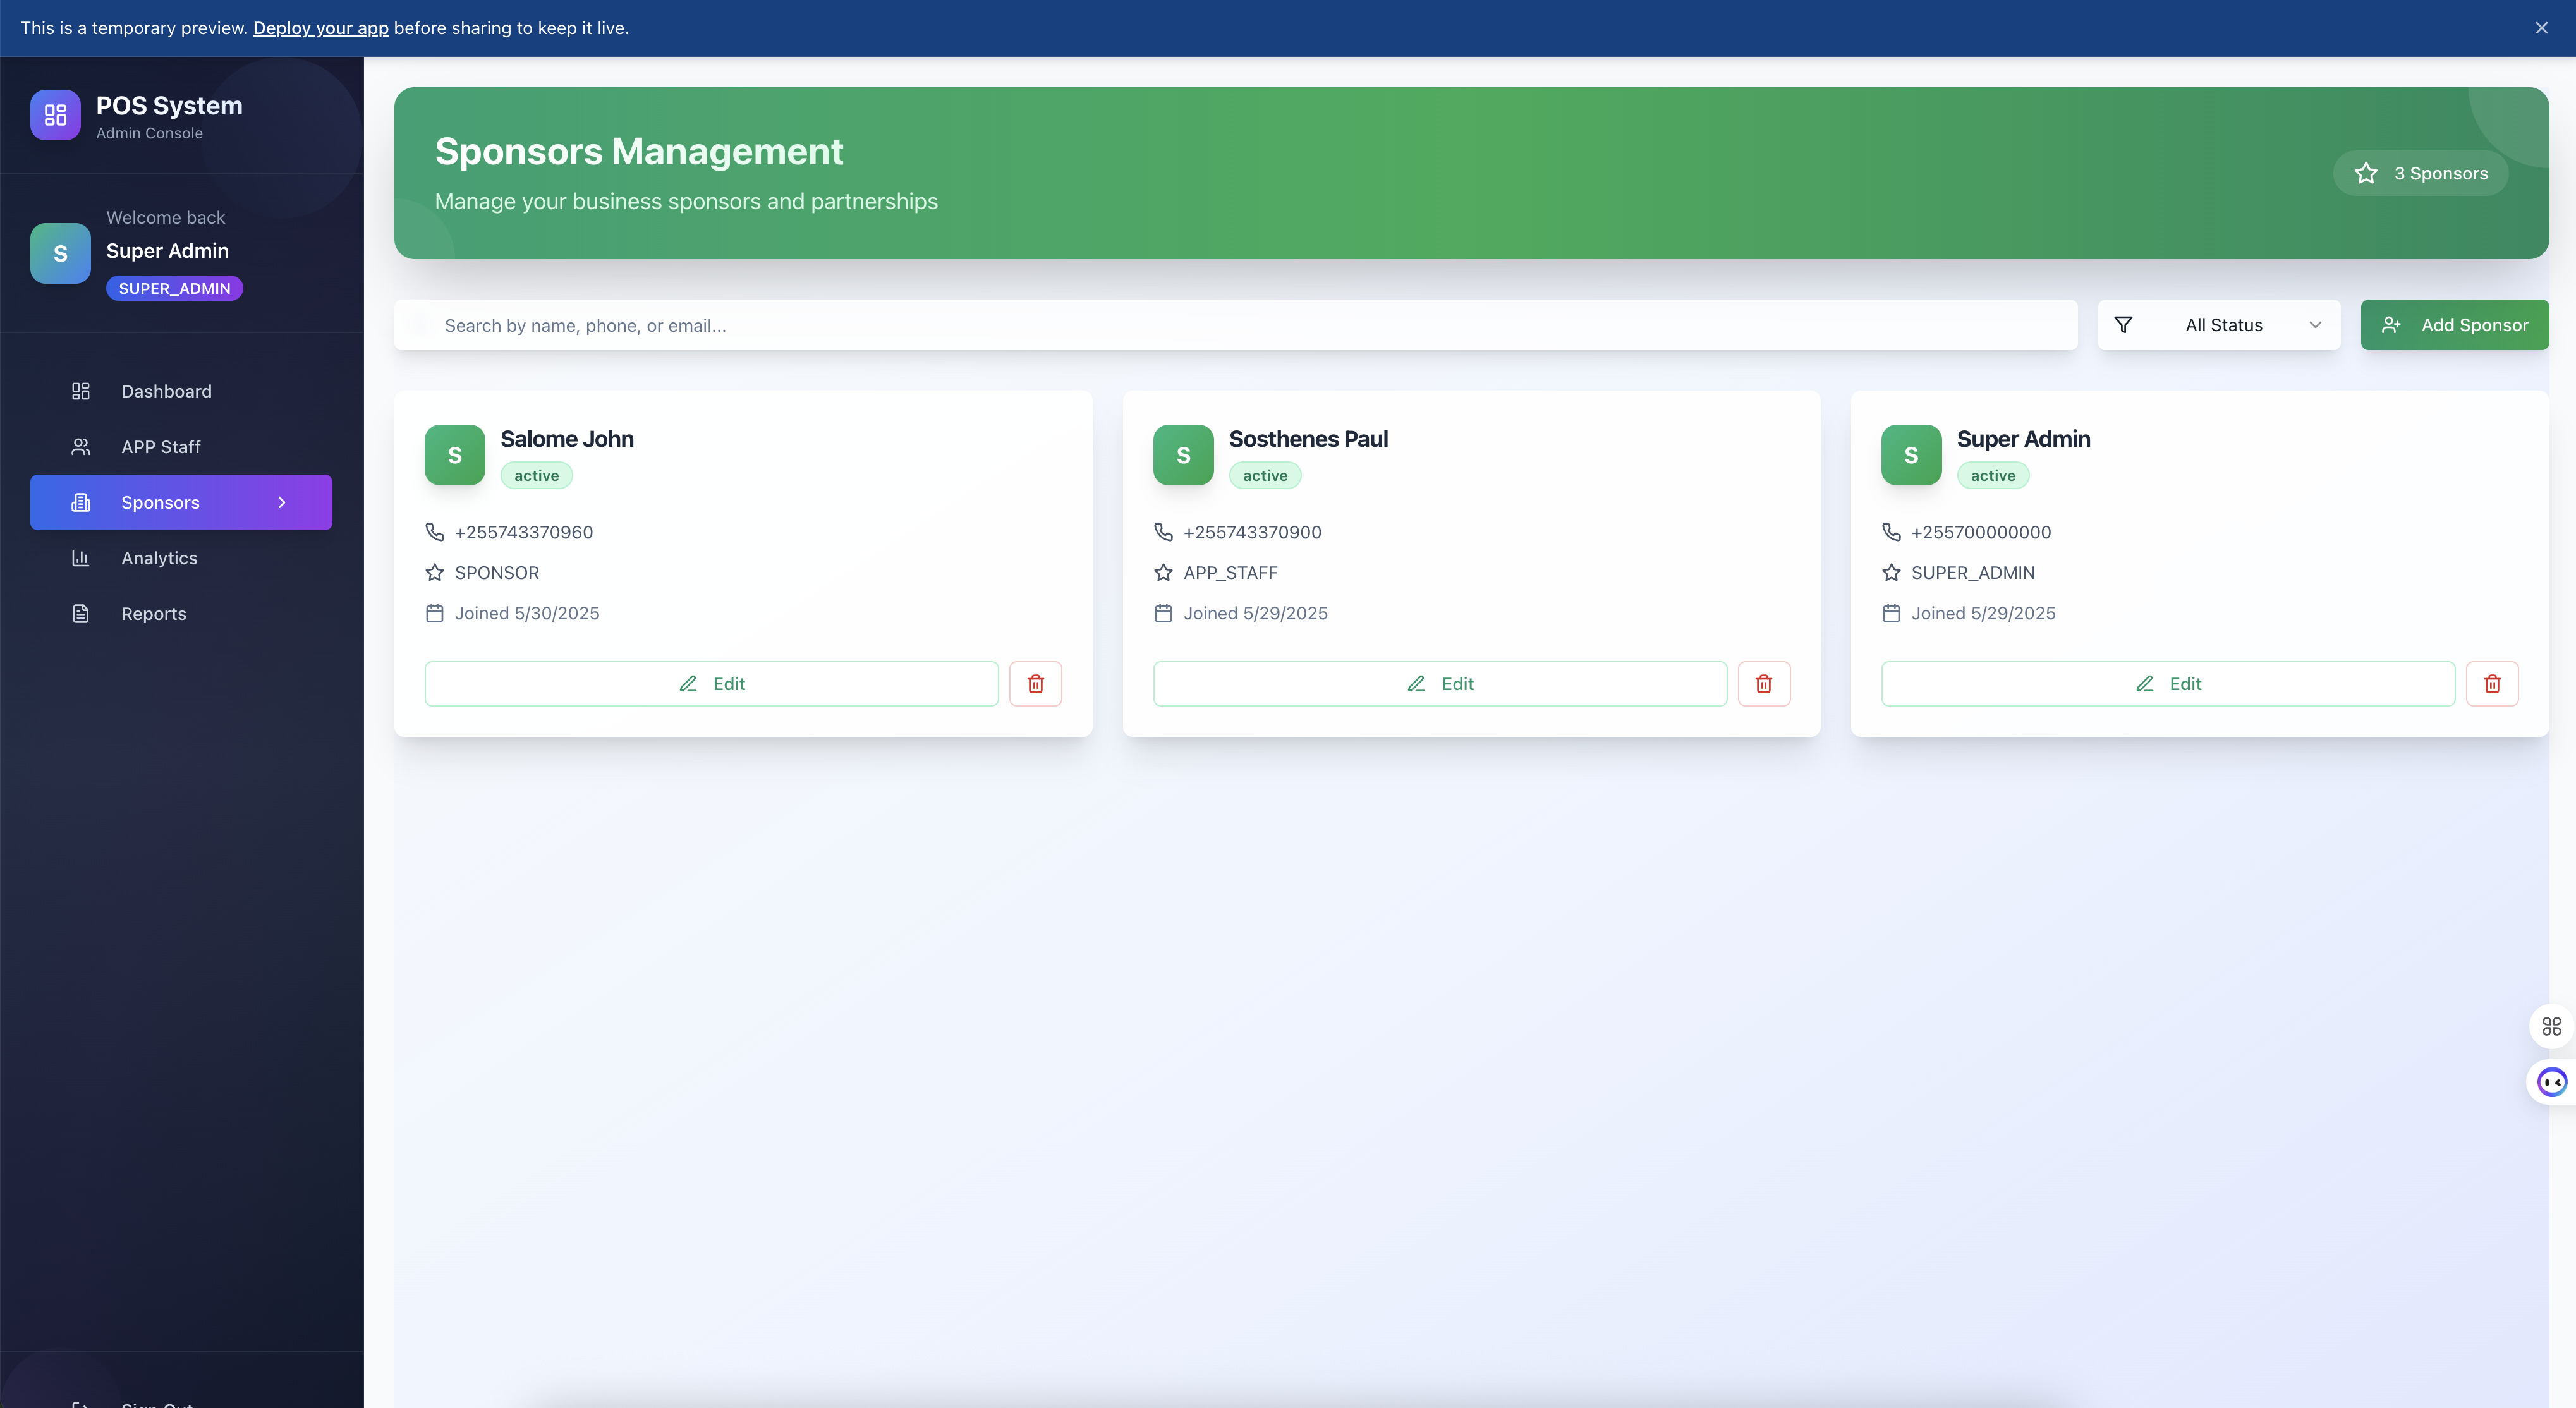 This is a temporary preview. Deploy your app before sharing to keep it live.
POS System
Admin Console
Welcome back
S
Super Admin
SUPER_ADMIN
Dashboard
APP Staff
Sponsors
Analytics
Reports
Sign Out
Sponsors Management
Manage your business sponsors and partnerships
3 Sponsors
Search by name, phone, or email...
All Status
Add Sponsor
S
Salome John
active
+255743370960
SPONSOR
Joined 5/30/2025
Edit
S
Sosthenes Paul
active
+255743370900
APP_STAFF
Joined 5/29/2025
Edit
S
Super Admin
active
+255700000000
SUPER_ADMIN
Joined 5/29/2025
Edit